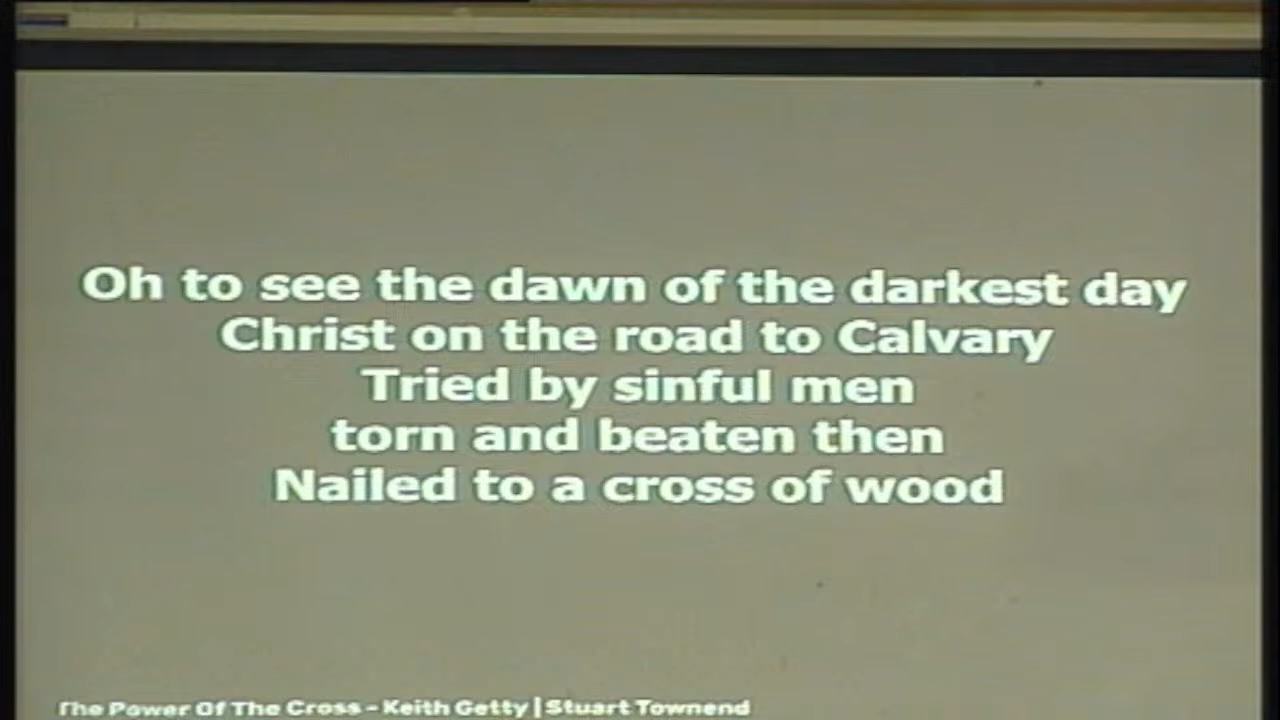 Oh to see the dawn of the darkest day
Christ on the road to Calvary
Tried by sinful men
torn and beaten then
Nailed to a cross of wood
The Power Of The Cross - Keith Getty | Stuart Townend